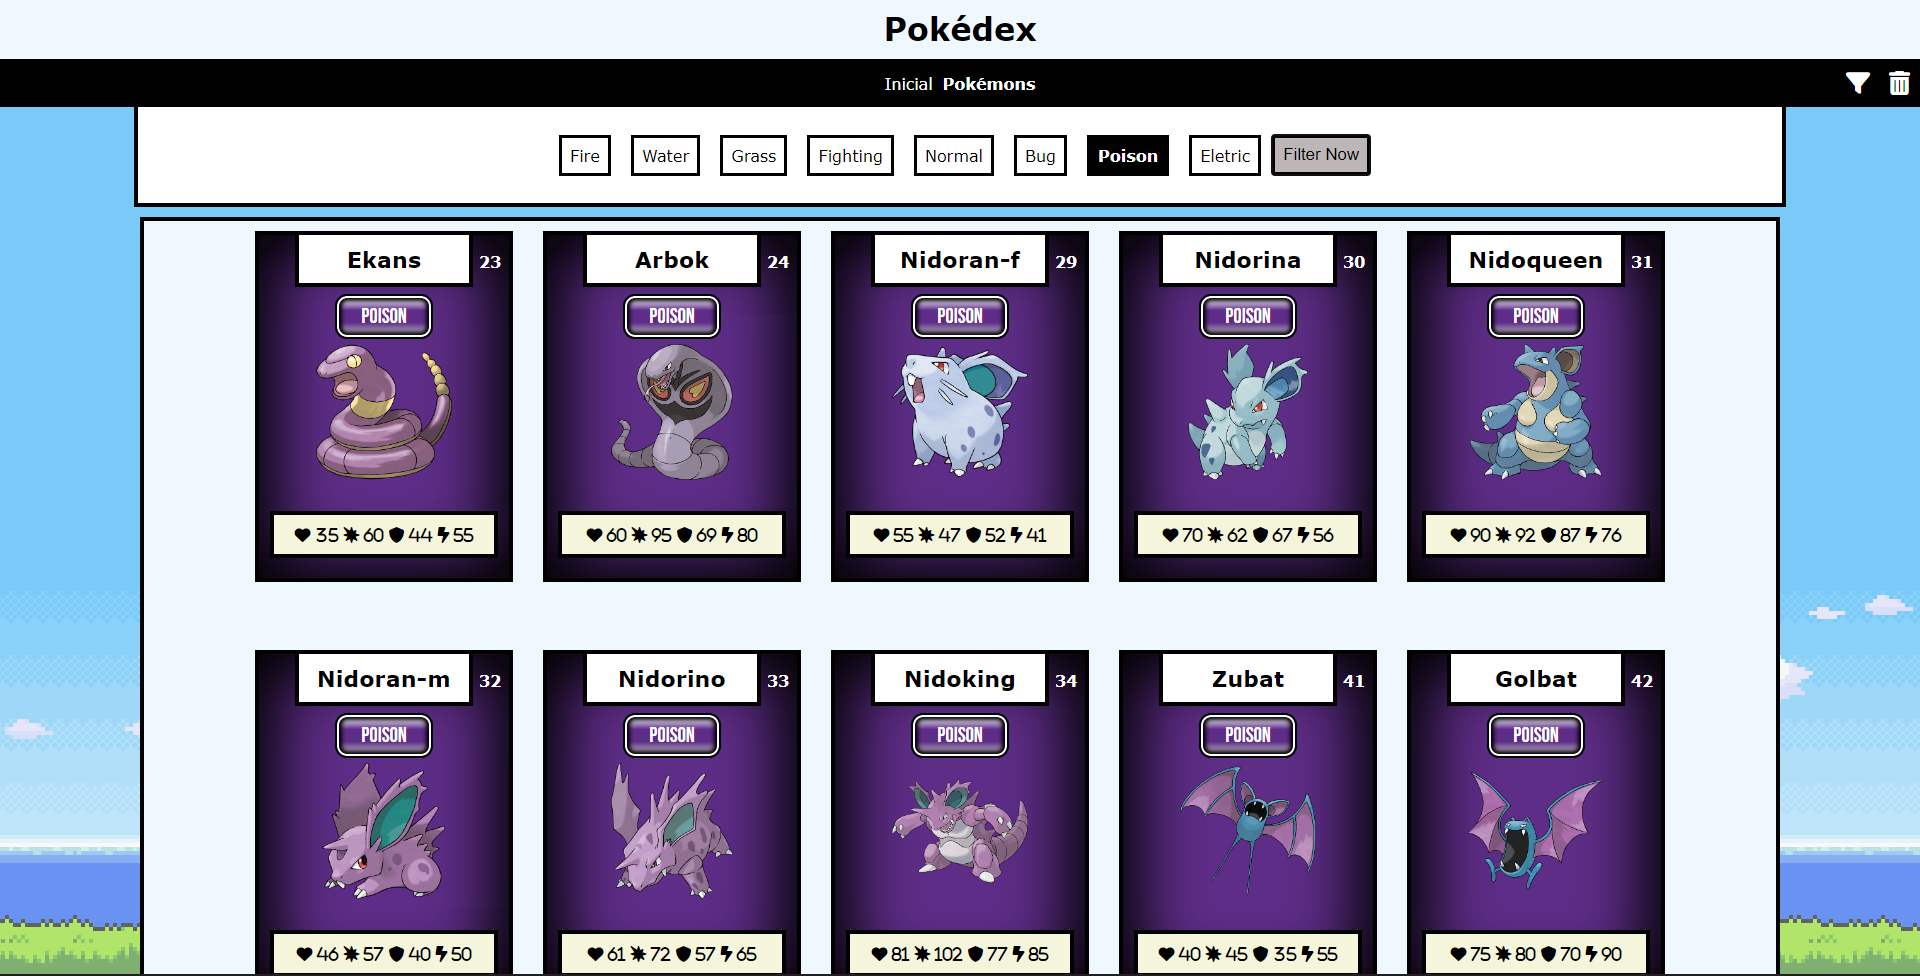 Pokédex
Inicial Pokémons
Fire Water Grass Fighting Normal Bug Poison Eletric Filter Now
Ekans 23 Arbok 24 Nidoran-f 29 Nidorina 30 Nidoqueen 31
POISON POISON POISON POISON POISON
35 60 44 55 60 95 69 80 55 47 52 41 70 62 67 56 90 92 87 76
Nidoran-m 32 Nidorino 33 Nidoking 34 Zubat 41 Golbat 42
POISON POISON POISON POISON POISON
46 57 40 50 61 72 57 65 81 102 77 85 40 45 35 55 75 80 70 90